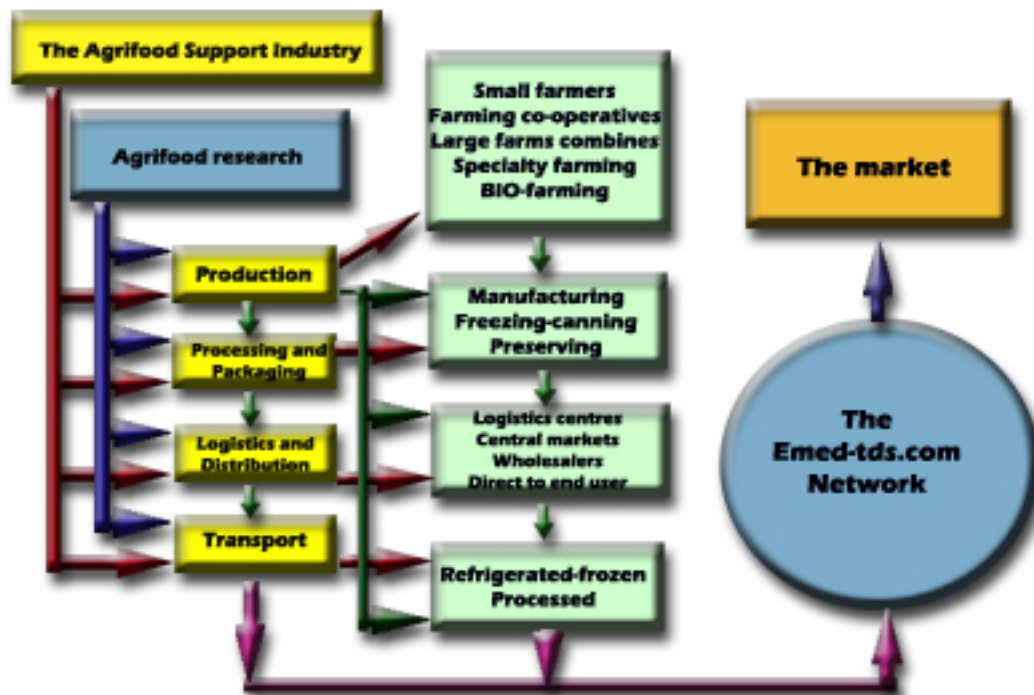 The Agrifood Support Industry
Agrifood research
Small farmers
Farming co-operatives
Large farms combines
Specialty farming
BIO-farming
The market
Production
Manufacturing
Freezing-canning
Preserving
Processing and
Packaging
Logistics and
Distribution
Logistics centres
Central markets
Wholesalers
Direct to end user
The
Emed-tds.com
Network
Transport
Refrigerated-frozen
Processed